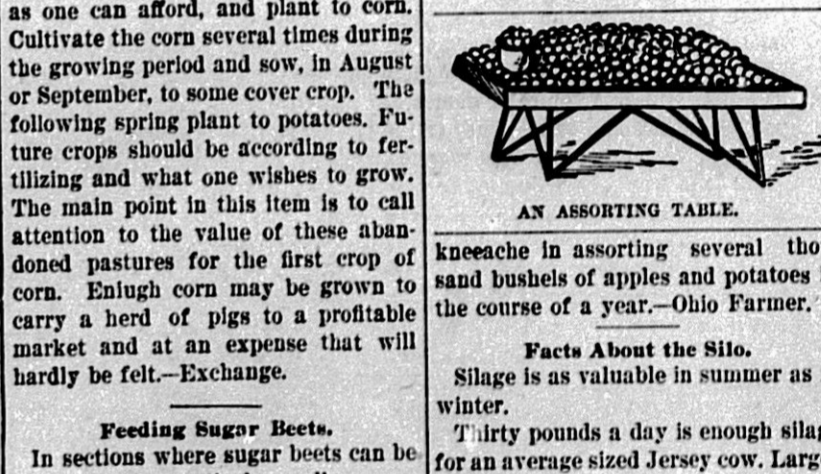 as one can afford, and plant to corn.
Cultivate the corn several times during
the growing period and sow, in August
or September, to some cover crop. The
following spring plant to potatoes. Fu-
ture crops should be according to fer-
tilizing and what one wishes to grow.
The main point in this item is to call
attention to the value of these aban-
doned pastures for the first crop of
corn. Eniugh corn may be grown to
carry a herd of pigs to a profitable
market and at an expense that will
hardly be felt.—Exchange.
Feeding Sugar Beets.
In sections where sugar beets can be
AN ASSORTING TABLE.
kneeache in assorting several tho
sand bushels of apples and potatoes
the course of a year.—Ohio Farmer.
Facts About the Silo.
Silage is as valuable in summer as
winter.
Thirty pounds a day is enough silag
for an average sized Jersey cow. Larg